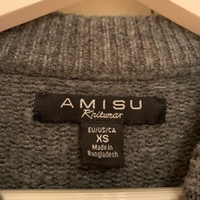 AMISU
Knitwear
EU/US/CA
XS
Made in
Bangladesh